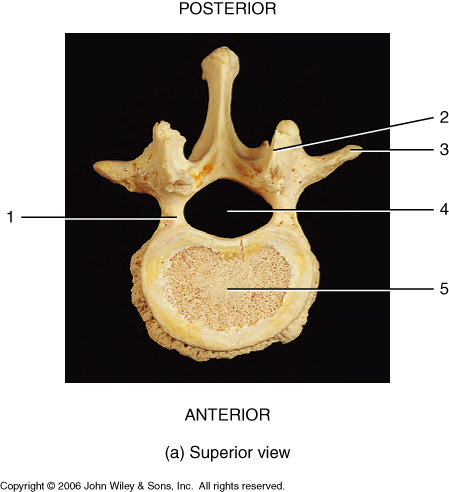 POSTERIOR
2
3
1
4
5
ANTERIOR
(a) Superior view
Copyright © 2006 John Wiley & Sons, Inc. All rights reserved.